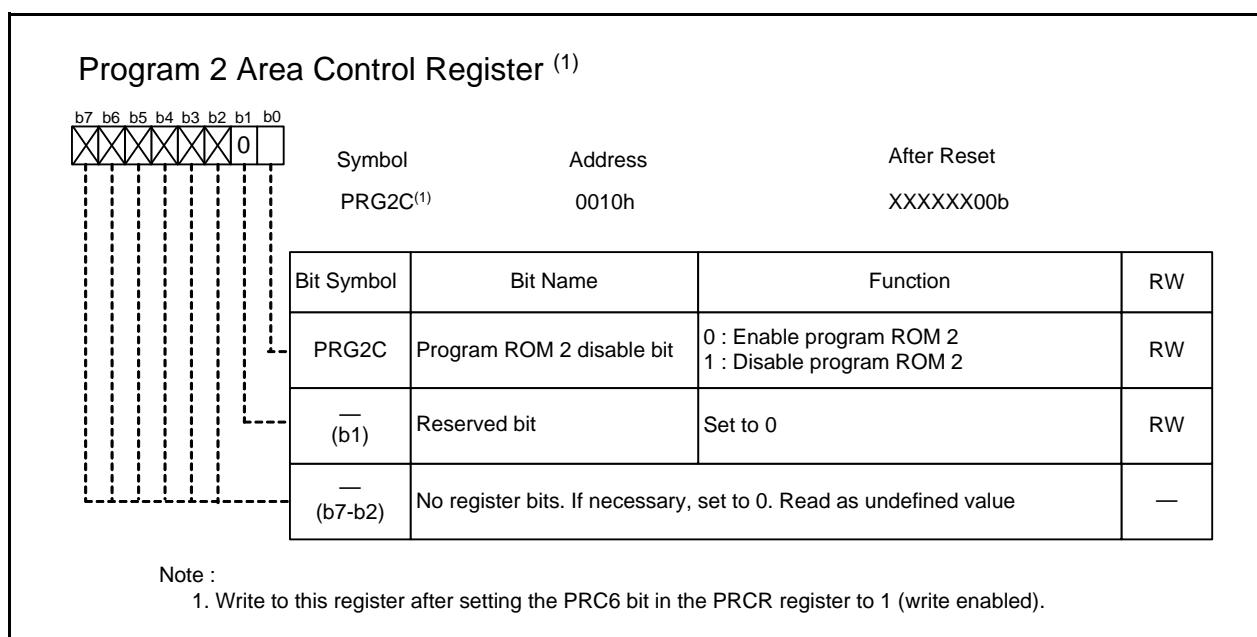 Program 2 Area Control Register (1)
b7 b6 b5 b4 b3 b2 b1 b0
0
Symbol Address After Reset
PRG2C(1) 0010h XXXXXX00b
Bit Symbol Bit Name Function RW
PRG2C Program ROM 2 disable bit 0 : Enable program ROM 2
1 : Disable program ROM 2 RW
—
(b1) Reserved bit Set to 0 RW
—
(b7-b2) No register bits. If necessary, set to 0. Read as undefined value —
Note :
1. Write to this register after setting the PRC6 bit in the PRCR register to 1 (write enabled).